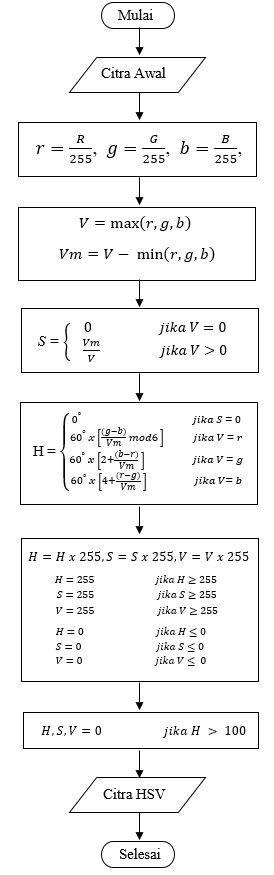 Mulai
Citra Awal
r = R/255, g = G/255, b = B/255,
V = max(r, g, b)
Vm = V − min(r, g, b)
S = { 0 jika V = 0
Vm/V jika V > 0
H = { 0° jika S = 0
60° x [(g−b)/Vm mod6] jika V = r
60° x [2+(b−r)/Vm] jika V = g
60° x [4+(r−g)/Vm] jika V = b
H = H x 255, S = S x 255, V = V x 255
H = 255 jika H ≥ 255
S = 255 jika S ≥ 255
V = 255 jika V ≥ 255
H = 0 jika H ≤ 0
S = 0 jika S ≤ 0
V = 0 jika V ≤ 0
H, S, V = 0 jika H > 100
Citra HSV
Selesai